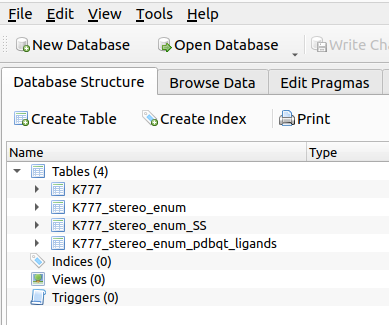 File Edit View Tools Help
New Database Open Database Write Cha
Database Structure Browse Data Edit Pragmas
Create Table Create Index Print
Name Type
Tables (4)
K777
K777_stereo_enum
K777_stereo_enum_SS
K777_stereo_enum_pdbqt_ligands
Indices (0)
Views (0)
Triggers (0)